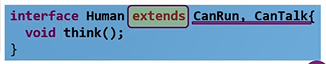 interface Human extends CanRun, CanTalk{
void think();
}